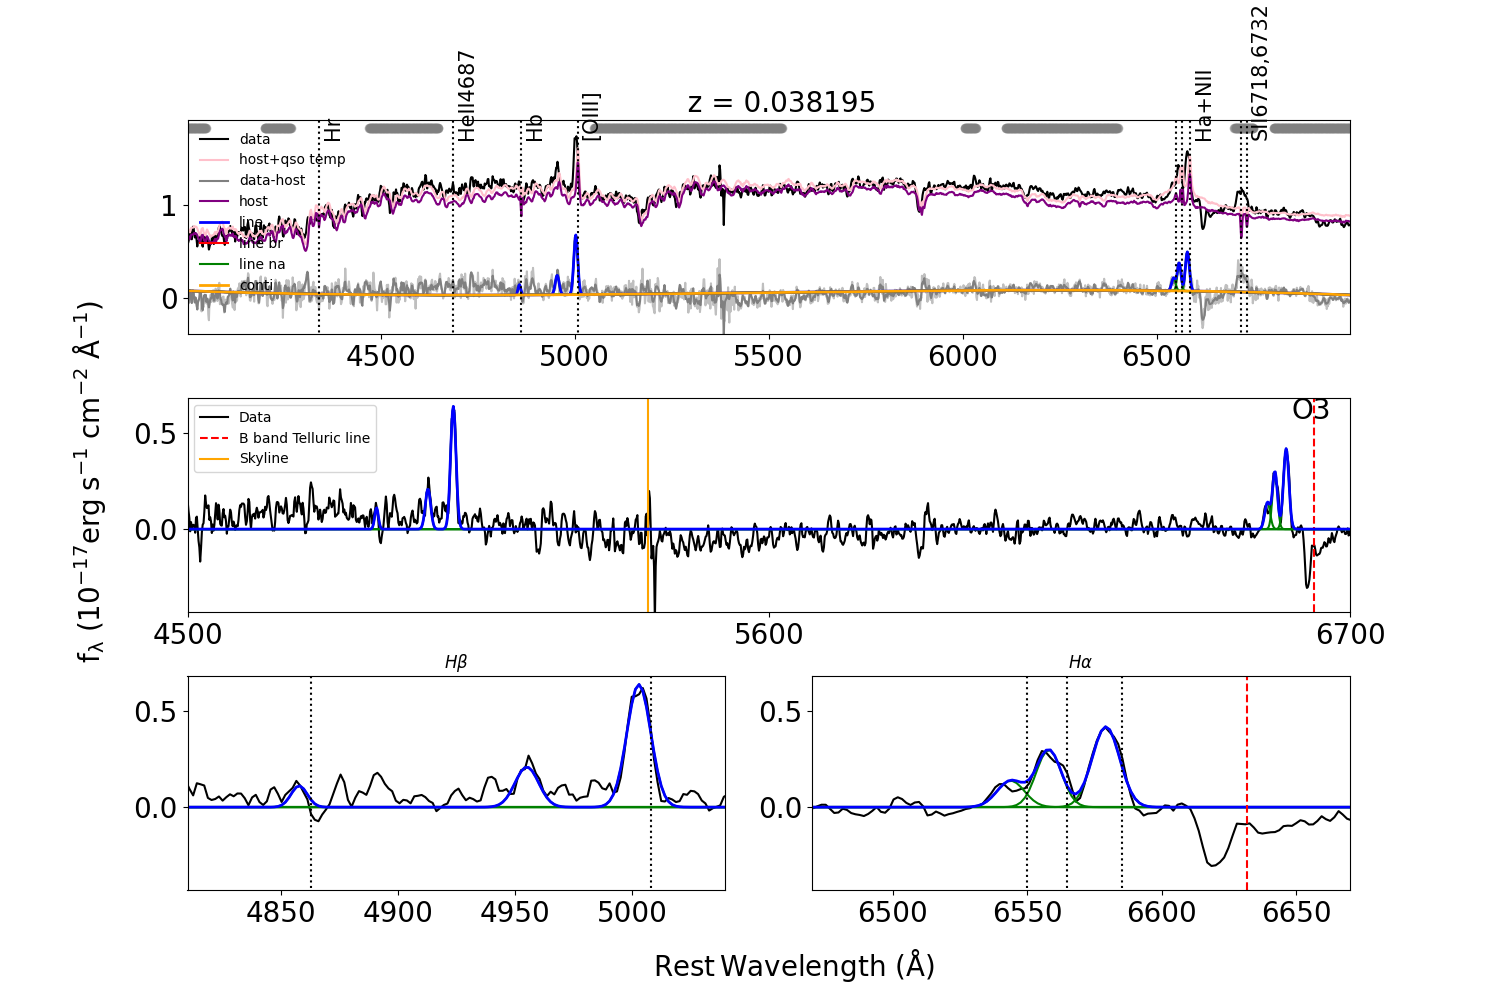 z = 0.038195
Hr
HeII4687
Hb
[OIII]
Ha+NII
SII6718,6732
data
host+qso temp
data-host
host
line
line br
line na
conti
1
0
4500 5000 5500 6000 6500
f_λ (10^−17 erg s^−1 cm^−2 Å^−1)
Data
B band Telluric line
Skyline
O3
0.5
0.0
4500 5600 6700
Hβ
0.5
0.0
4850 4900 4950 5000
Hα
0.5
0.0
6500 6550 6600 6650
Rest Wavelength (Å)